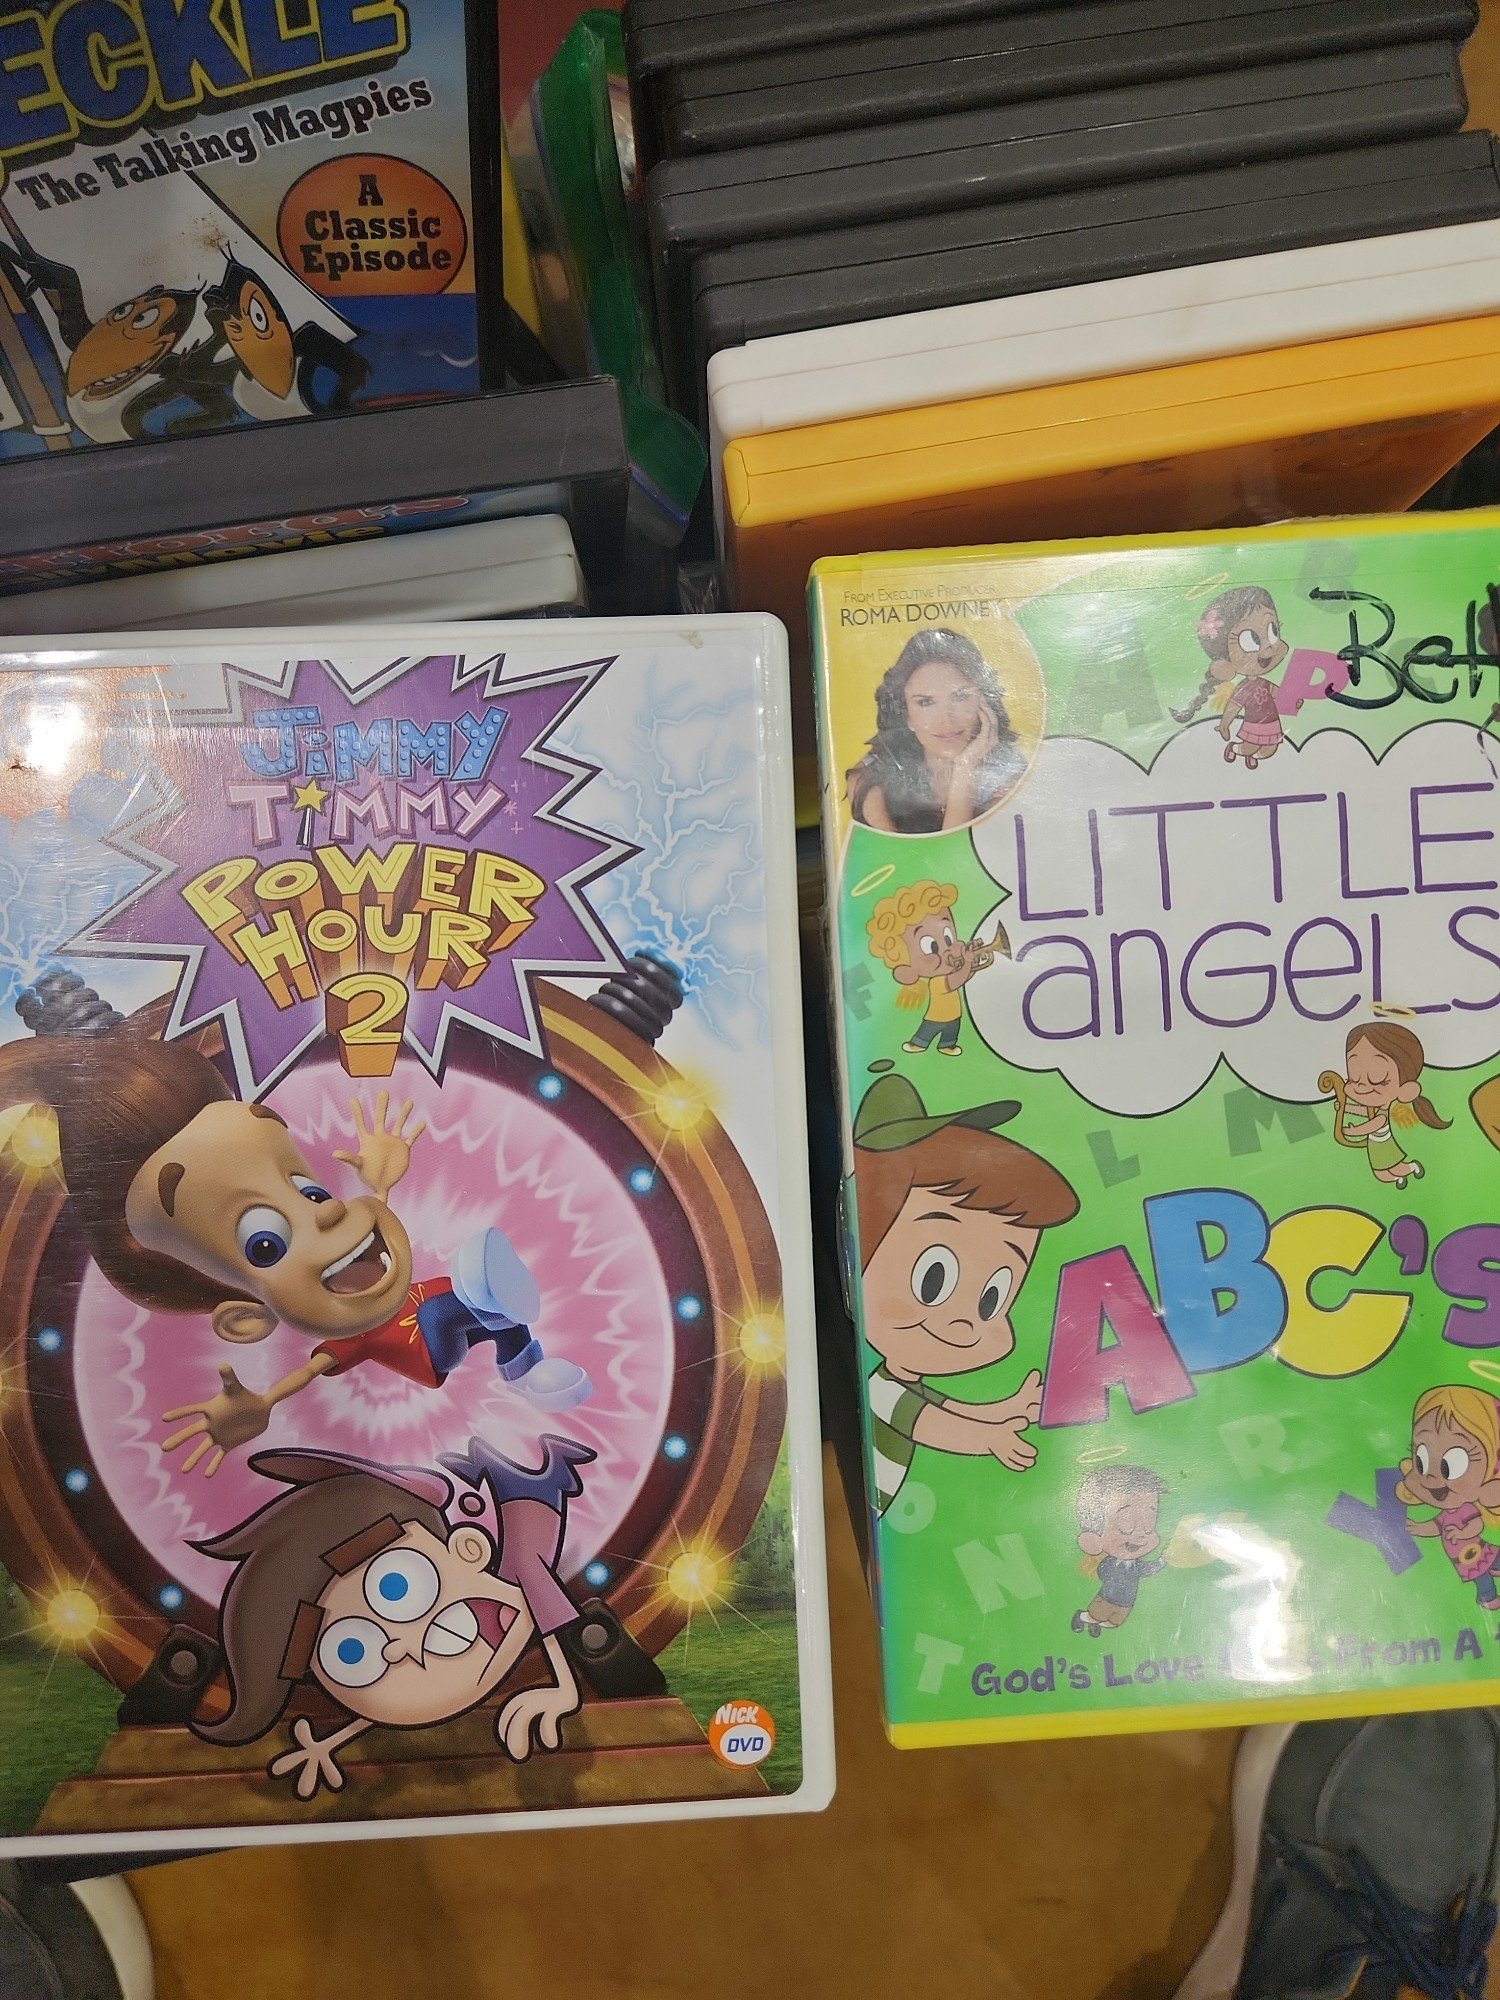 ECKLE
The Talking Magpies
A
Classic
Episode
Movie
JIMMY
TIMMY
POWER
HOUR
2
NICK
DVD
FROM EXECUTIVE PRODUCER
ROMA DOWNEY
B
A
P
Beth
LITTLE
angeLs
F
L M
ABC's
R
O
N
Y
T
God's Love From A